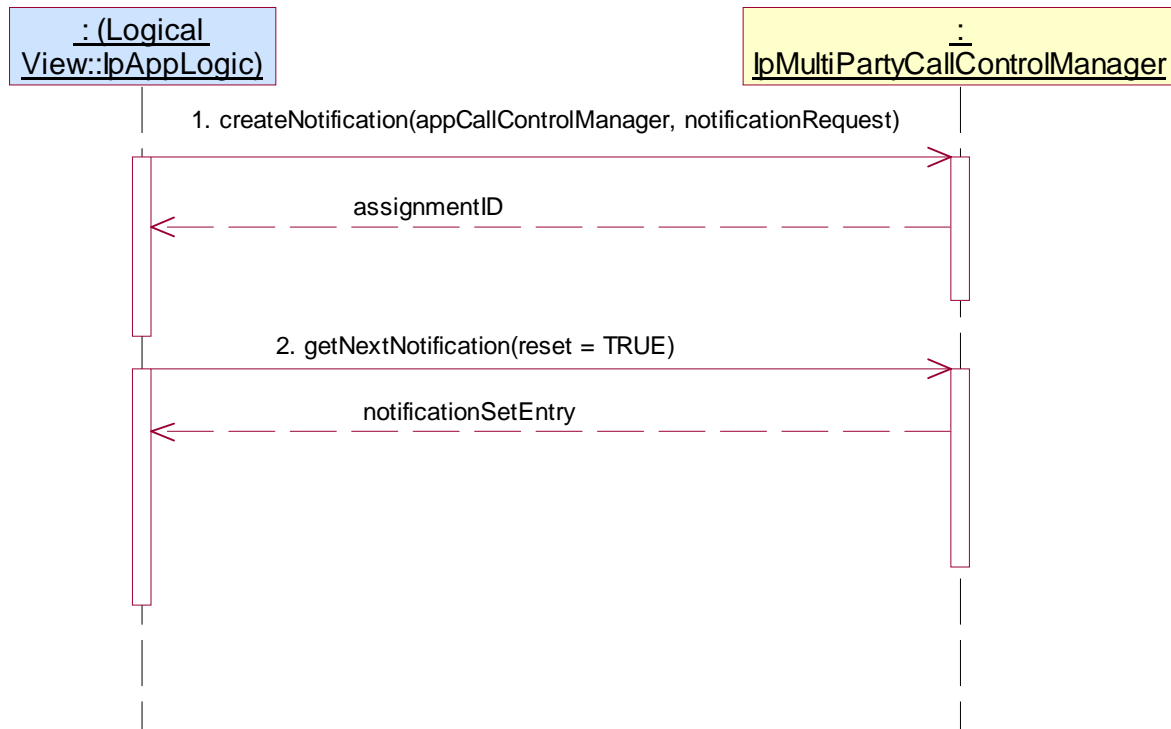 : (Logical
View::IpAppLogic)
:
IpMultiPartyCallControlManager
1. createNotification(appCallControlManager, notificationRequest)
assignmentID
2. getNextNotification(reset = TRUE)
notificationSetEntry